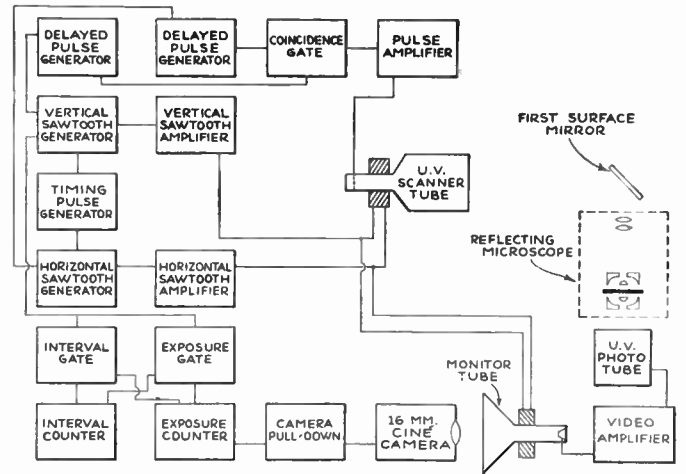 DELAYED
PULSE
GENERATOR
DELAYED
PULSE
GENERATOR
COINCIDENCE
GATE
PULSE
AMPLIFIER
VERTICAL
SAWTOOTH
GENERATOR
VERTICAL
SAWTOOTH
AMPLIFIER
FIRST SURFACE
MIRROR
U.V.
SCANNER
TUBE
TIMING
PULSE
GENERATOR
REFLECTING
MICROSCOPE
HORIZONTAL
SAWTOOTH
GENERATOR
HORIZONTAL
SAWTOOTH
AMPLIFIER
INTERVAL
GATE
EXPOSURE
GATE
MONITOR
TUBE
U.V.
PHOTO
TUBE
INTERVAL
COUNTER
EXPOSURE
COUNTER
CAMERA
PULL-DOWN
16 MM.
CINE
CAMERA
VIDEO
AMPLIFIER